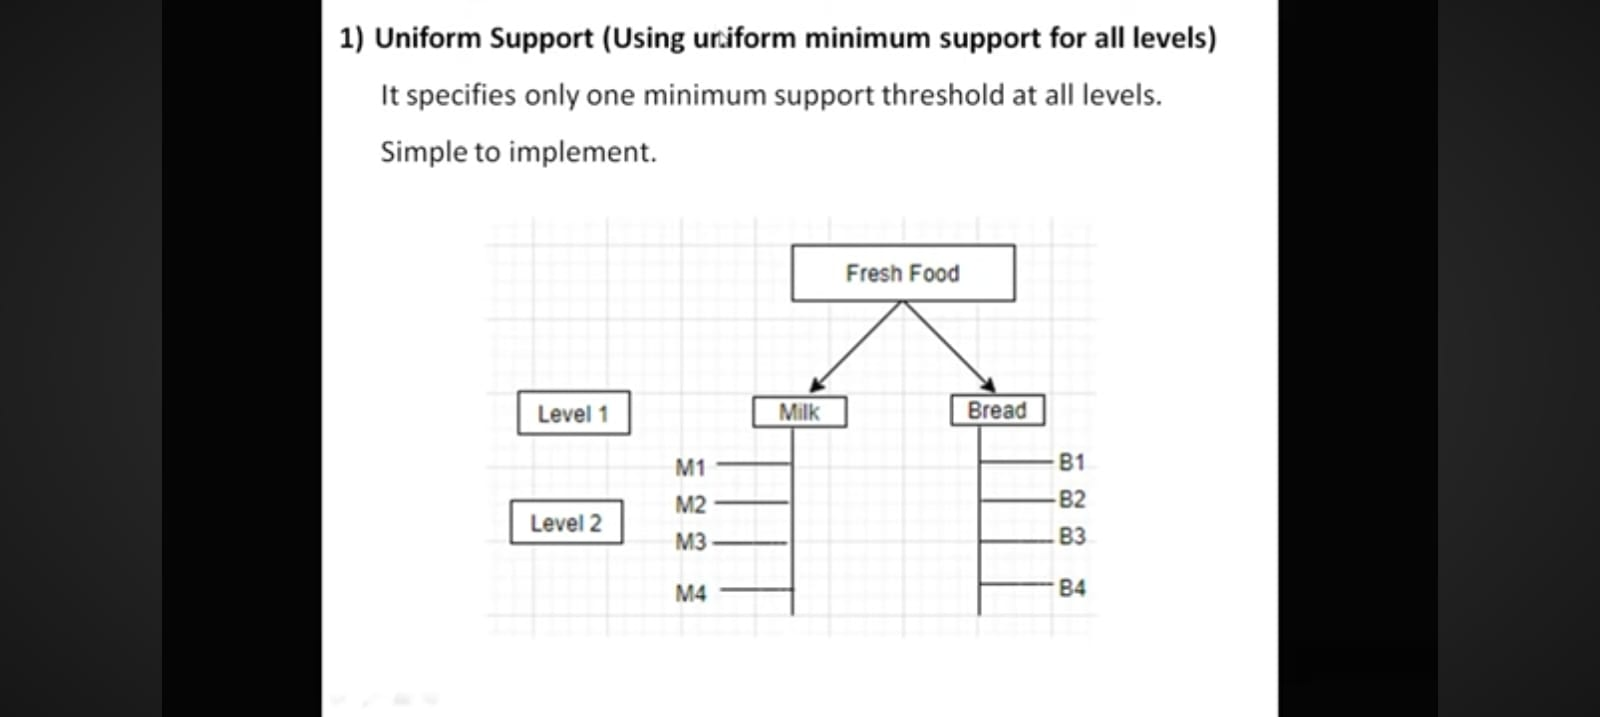 1) Uniform Support (Using uniform minimum support for all levels)
It specifies only one minimum support threshold at all levels.
Simple to implement.
Fresh Food
Level 1
Milk
Bread
M1
B1
M2
B2
Level 2
M3
B3
M4
B4